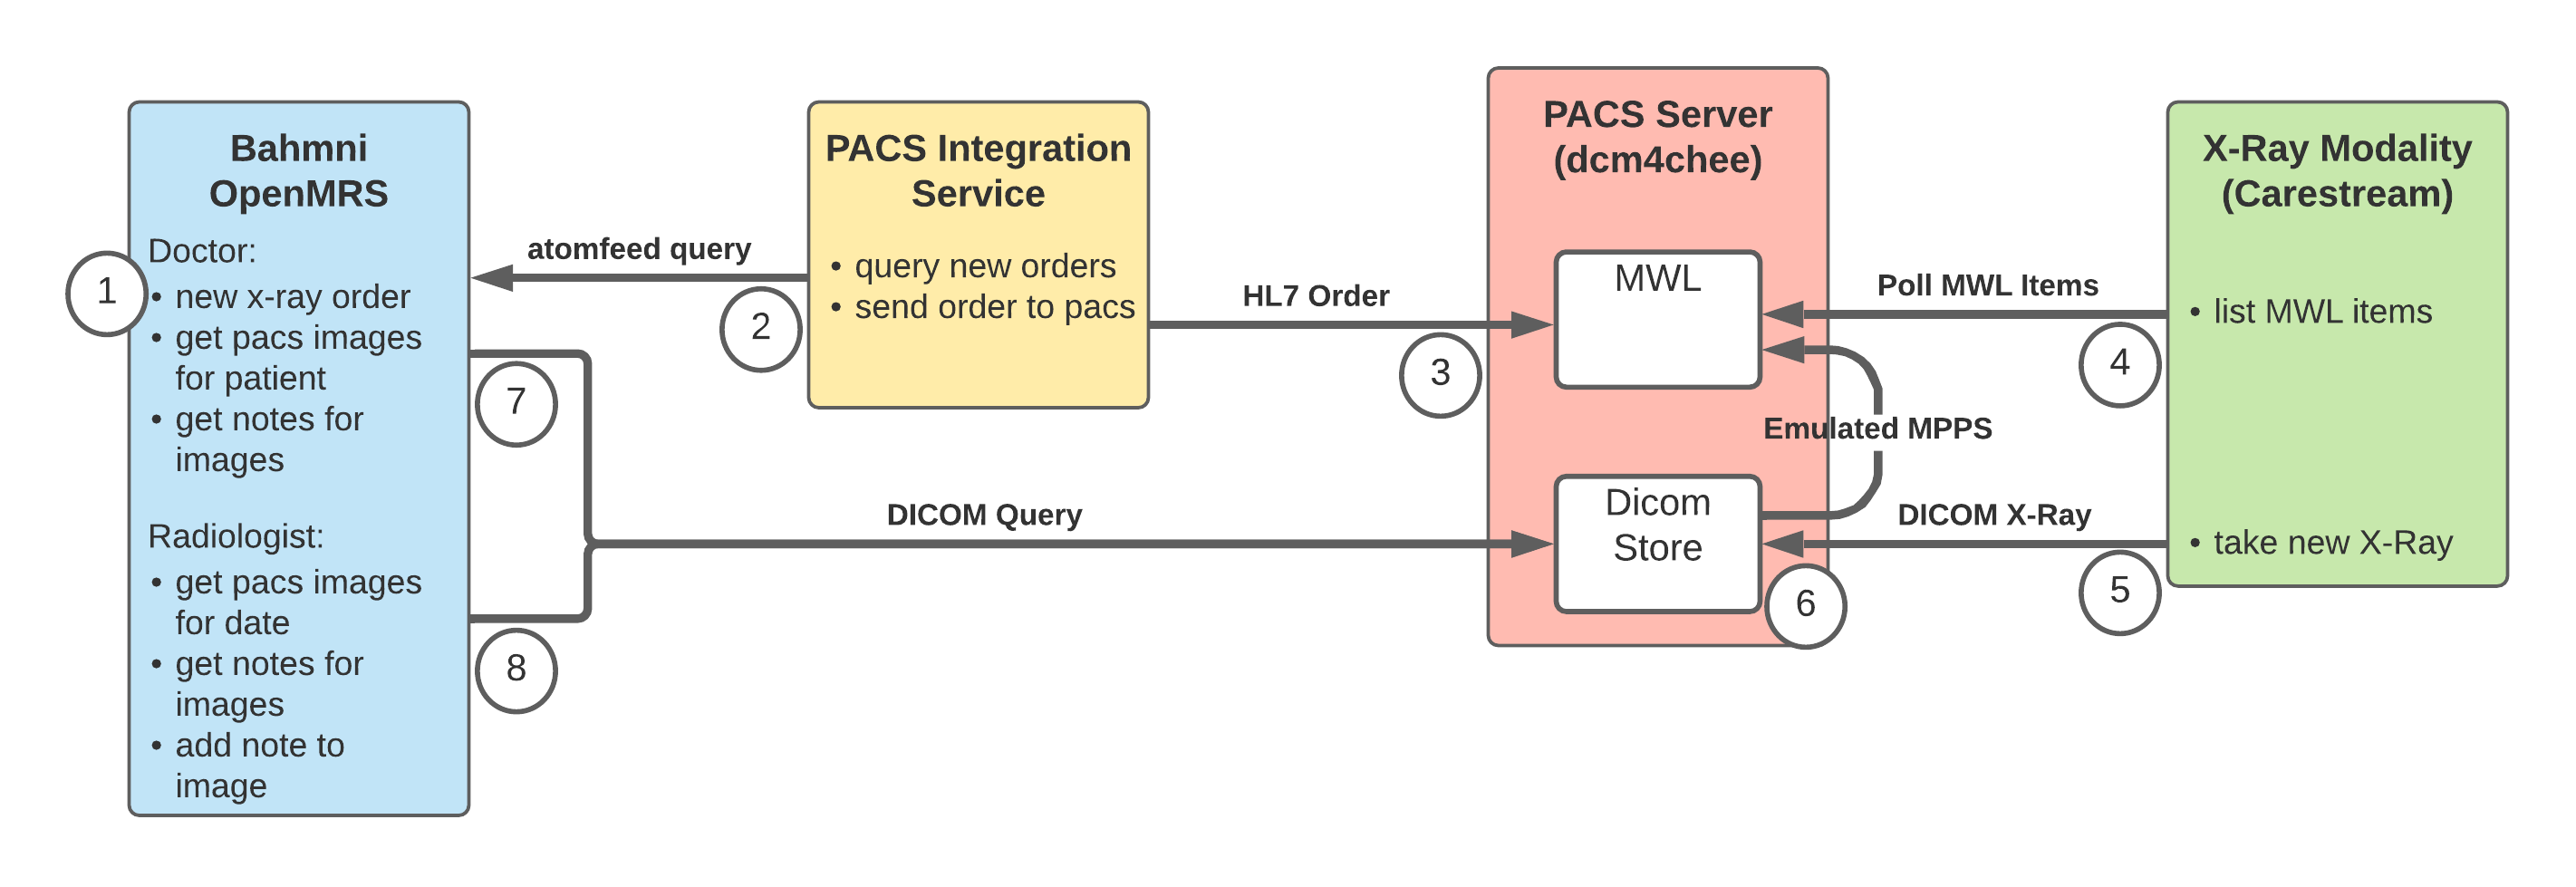 Bahmni
OpenMRS
1
Doctor:
• new x-ray order
• get pacs images
for patient
• get notes for
images
Radiologist:
• get pacs images
for date
• get notes for
images
• add note to
image
atomfeed query
2
7
8
PACS Integration
Service
• query new orders
• send order to pacs
HL7 Order
3
DICOM Query
PACS Server
(dcm4chee)
MWL
Emulated MPPS
Dicom
Store
6
Poll MWL Items
4
DICOM X-Ray
5
X-Ray Modality
(Carestream)
• list MWL items
• take new X-Ray